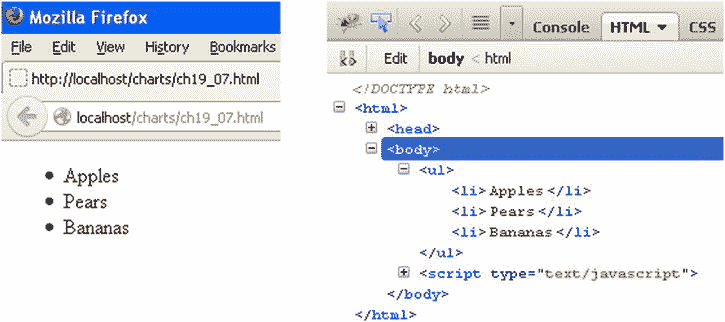 Mozilla Firefox
File Edit View History Bookmarks
http://localhost/charts/ch19_07.html
localhost/charts/ch19_07.html
Apples
Pears
Bananas
Console HTML CSS
Edit body < html
<!DOCTYPE html>
<html>
<head>
<body>
<ul>
<li> Apples </li>
<li> Pears </li>
<li> Bananas </li>
</ul>
<script type="text/javascript">
</body>
</html>